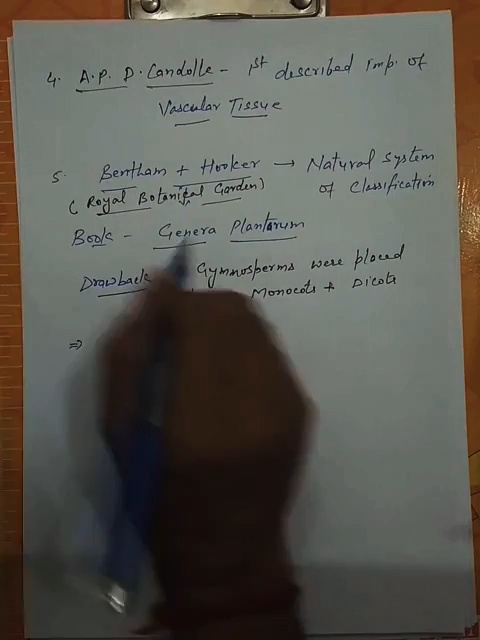 4. A.P.D. Candolle - 1st described Imp. of
Vascular Tissue
5. Bentham + Hooker → Natural System
(Royal Botanical Garden) of Classification
Book - Genera Plantarum
Drawback Gymnosperms were placed
Monocots + Dicots
⇒